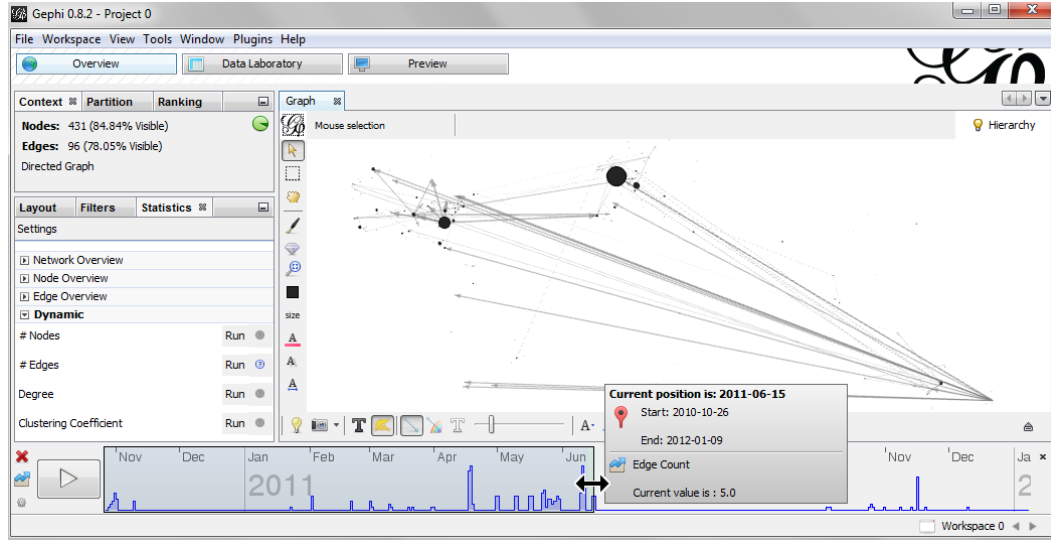 Gephi 0.8.2 - Project 0
File Workspace View Tools Window Plugins Help
Overview Data Laboratory Preview
Context Partition Ranking
Graph
Nodes: 431 (84.84% Visible)
Mouse selection
Hierarchy
Edges: 96 (78.05% Visible)
Directed Graph
Layout Filters Statistics
Settings
Network Overview
Node Overview
Edge Overview
Dynamic
size
# Nodes Run
A
# Edges Run
A
Degree Run
A
Clustering Coefficient Run
T T A-
Current position is: 2011-06-15
Start: 2010-10-26
End: 2012-01-09
Edge Count
Current value is : 5.0
Nov Dec Jan Feb Mar Apr May Jun Nov Dec Ja
2011 2
Workspace 0